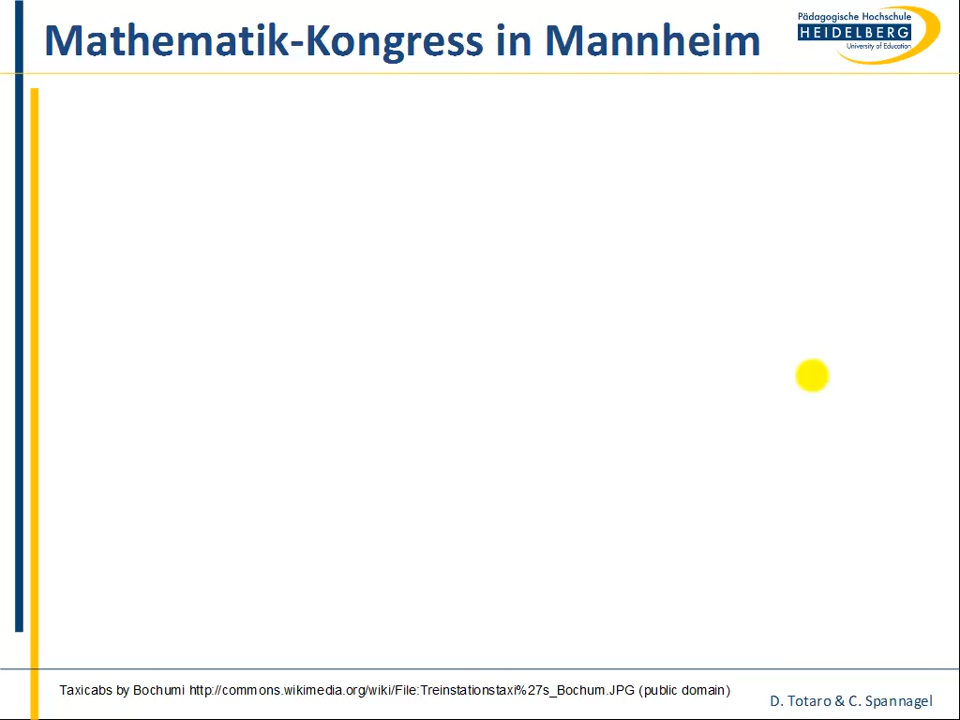 Mathematik-Kongress in Mannheim
Pädagogische Hochschule
HEIDELBERG
University of Education
Taxicabs by Bochumi http://commons.wikimedia.org/wiki/File:Treinstationstaxi%27s_Bochum.JPG (public domain)
D. Totaro & C. Spannagel